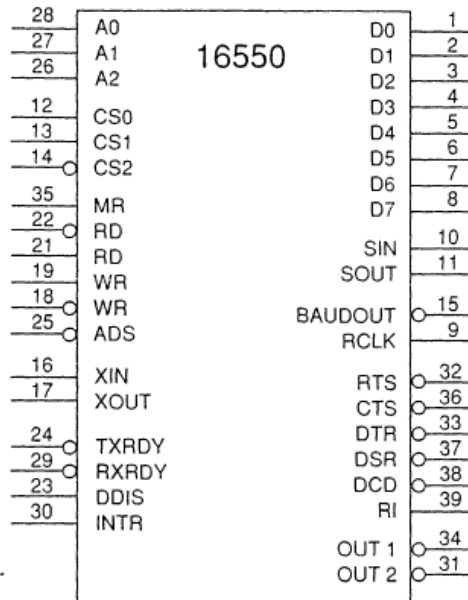 16550
28 A0
27 A1
26 A2
12 CS0
13 CS1
14 CS2
35 MR
22 RD
21 RD
19 WR
18 WR
25 ADS
16 XIN
17 XOUT
24 TXRDY
29 RXRDY
23 DDIS
30 INTR
D0 1
D1 2
D2 3
D3 4
D4 5
D5 6
D6 7
D7 8
SIN 10
SOUT 11
BAUDOUT 15
RCLK 9
RTS 32
CTS 36
DTR 33
DSR 37
DCD 38
RI 39
OUT 1 34
OUT 2 31